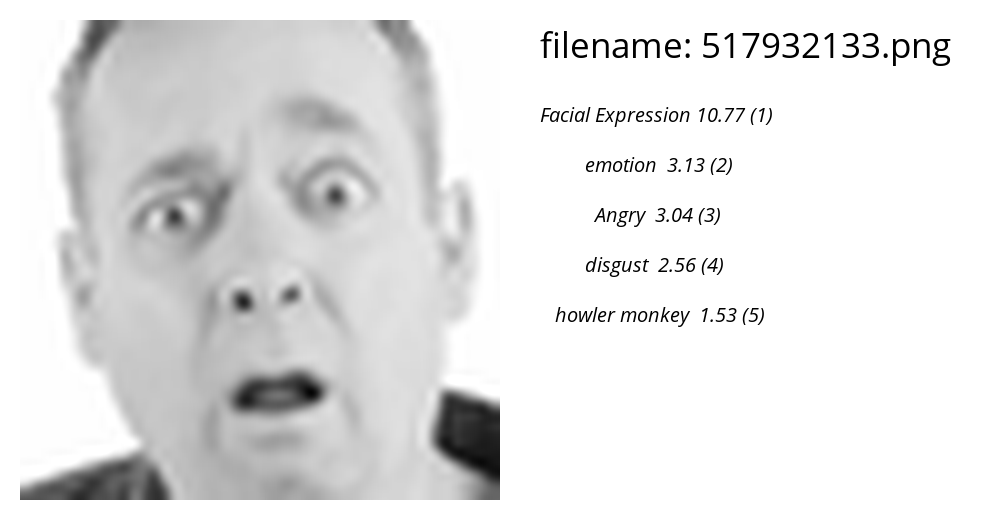 filename: 517932133.png
Facial Expression 10.77 (1)
emotion 3.13 (2)
Angry 3.04 (3)
disgust 2.56 (4)
howler monkey 1.53 (5)